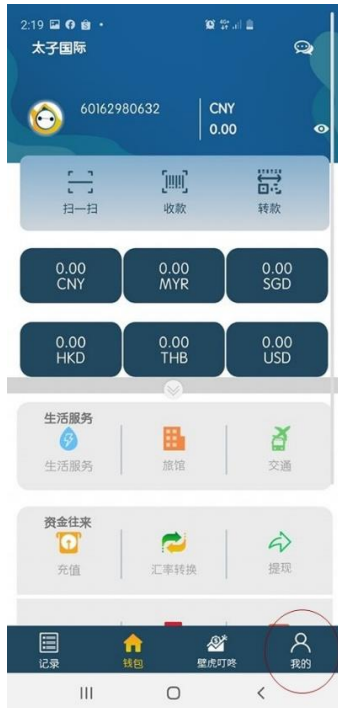 2:19
太子国际
60162980632
CNY
0.00
扫一扫
收款
转款
0.00
CNY
0.00
MYR
0.00
SGD
0.00
HKD
0.00
THB
0.00
USD
生活服务
生活服务
旅馆
交通
资金往来
充值
汇率转换
提现
记录
钱包
壁虎叮咚
我的